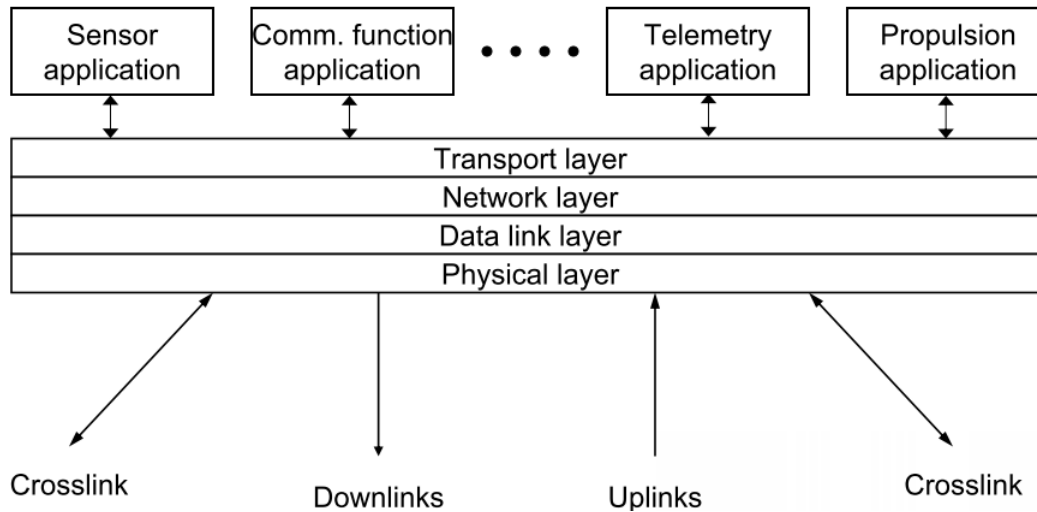 Sensor
application
Comm. function
application
Telemetry
application
Propulsion
application
Transport layer
Network layer
Data link layer
Physical layer
Crosslink
Downlinks
Uplinks
Crosslink